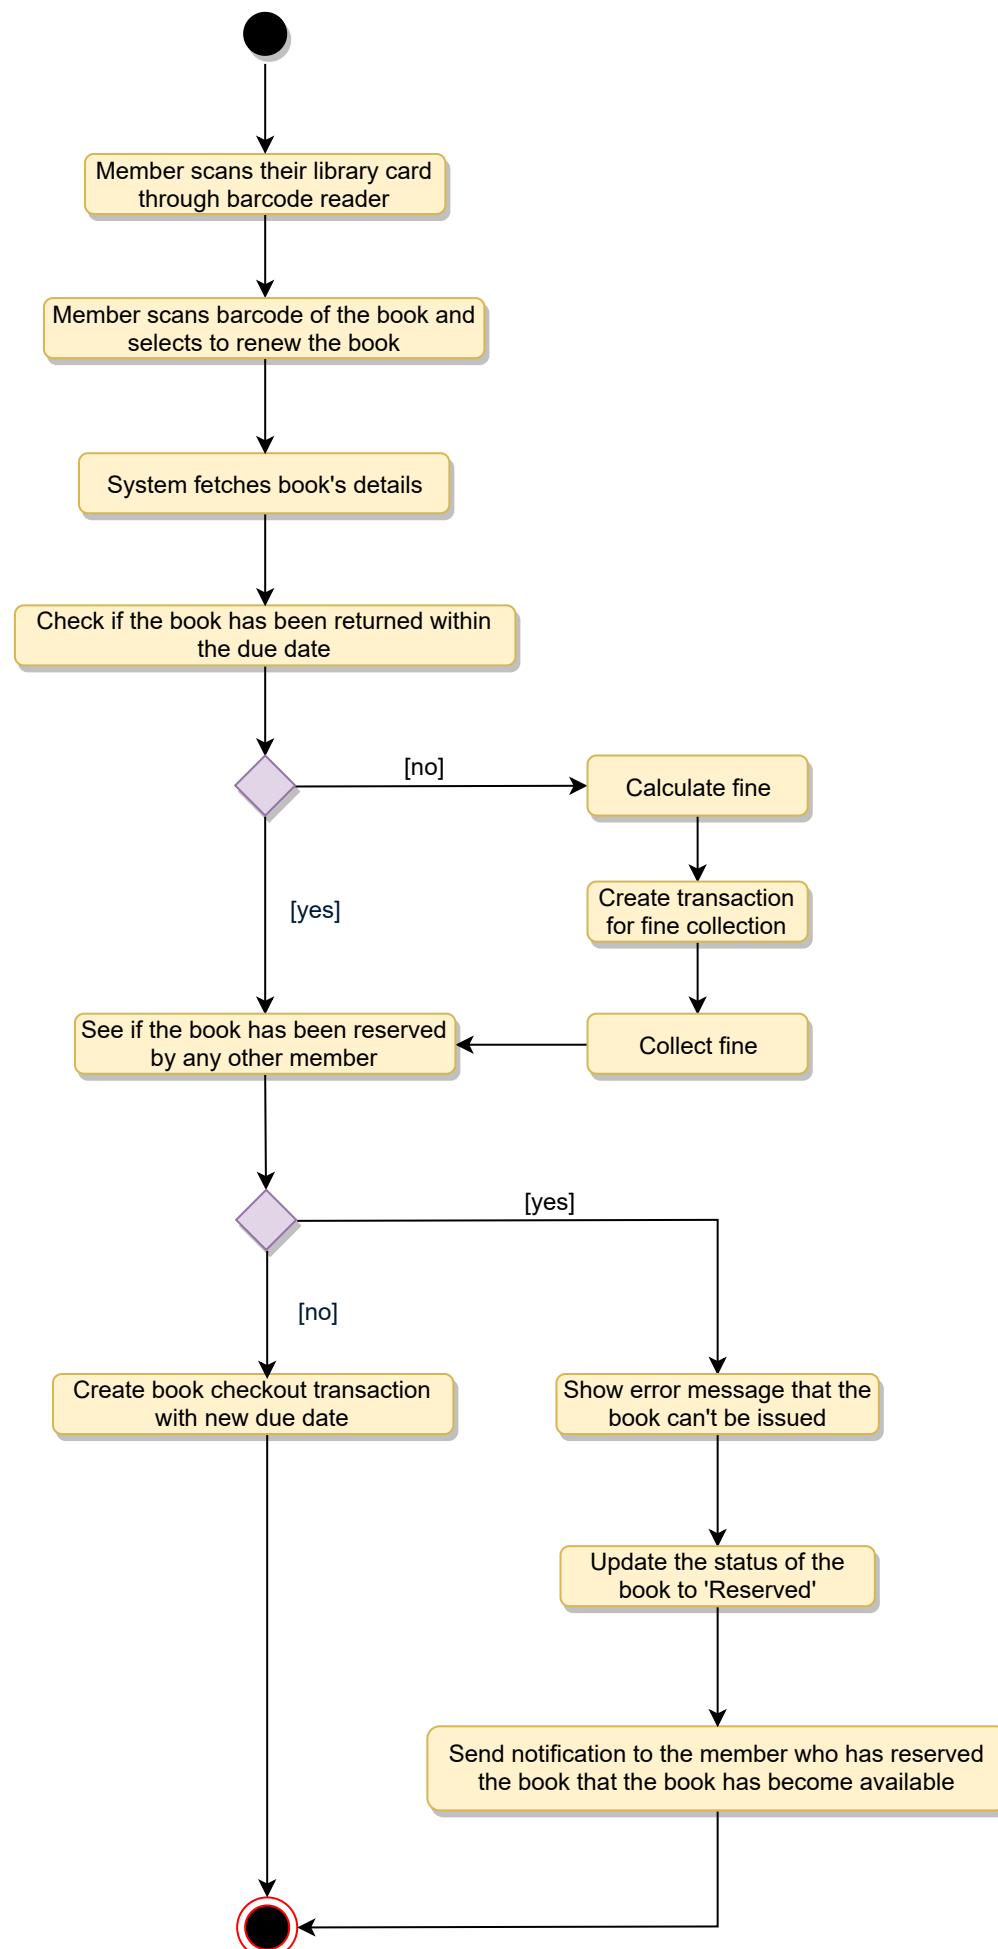 Member scans their library card
through barcode reader
Member scans barcode of the book and
selects to renew the book
System fetches book's details
Check if the book has been returned within
the due date
[no]
Calculate fine
[yes]
Create transaction
for fine collection
See if the book has been reserved
by any other member
Collect fine
[yes]
[no]
Create book checkout transaction
with new due date
Show error message that the
book can't be issued
Update the status of the
book to 'Reserved'
Send notification to the member who has reserved
the book that the book has become available